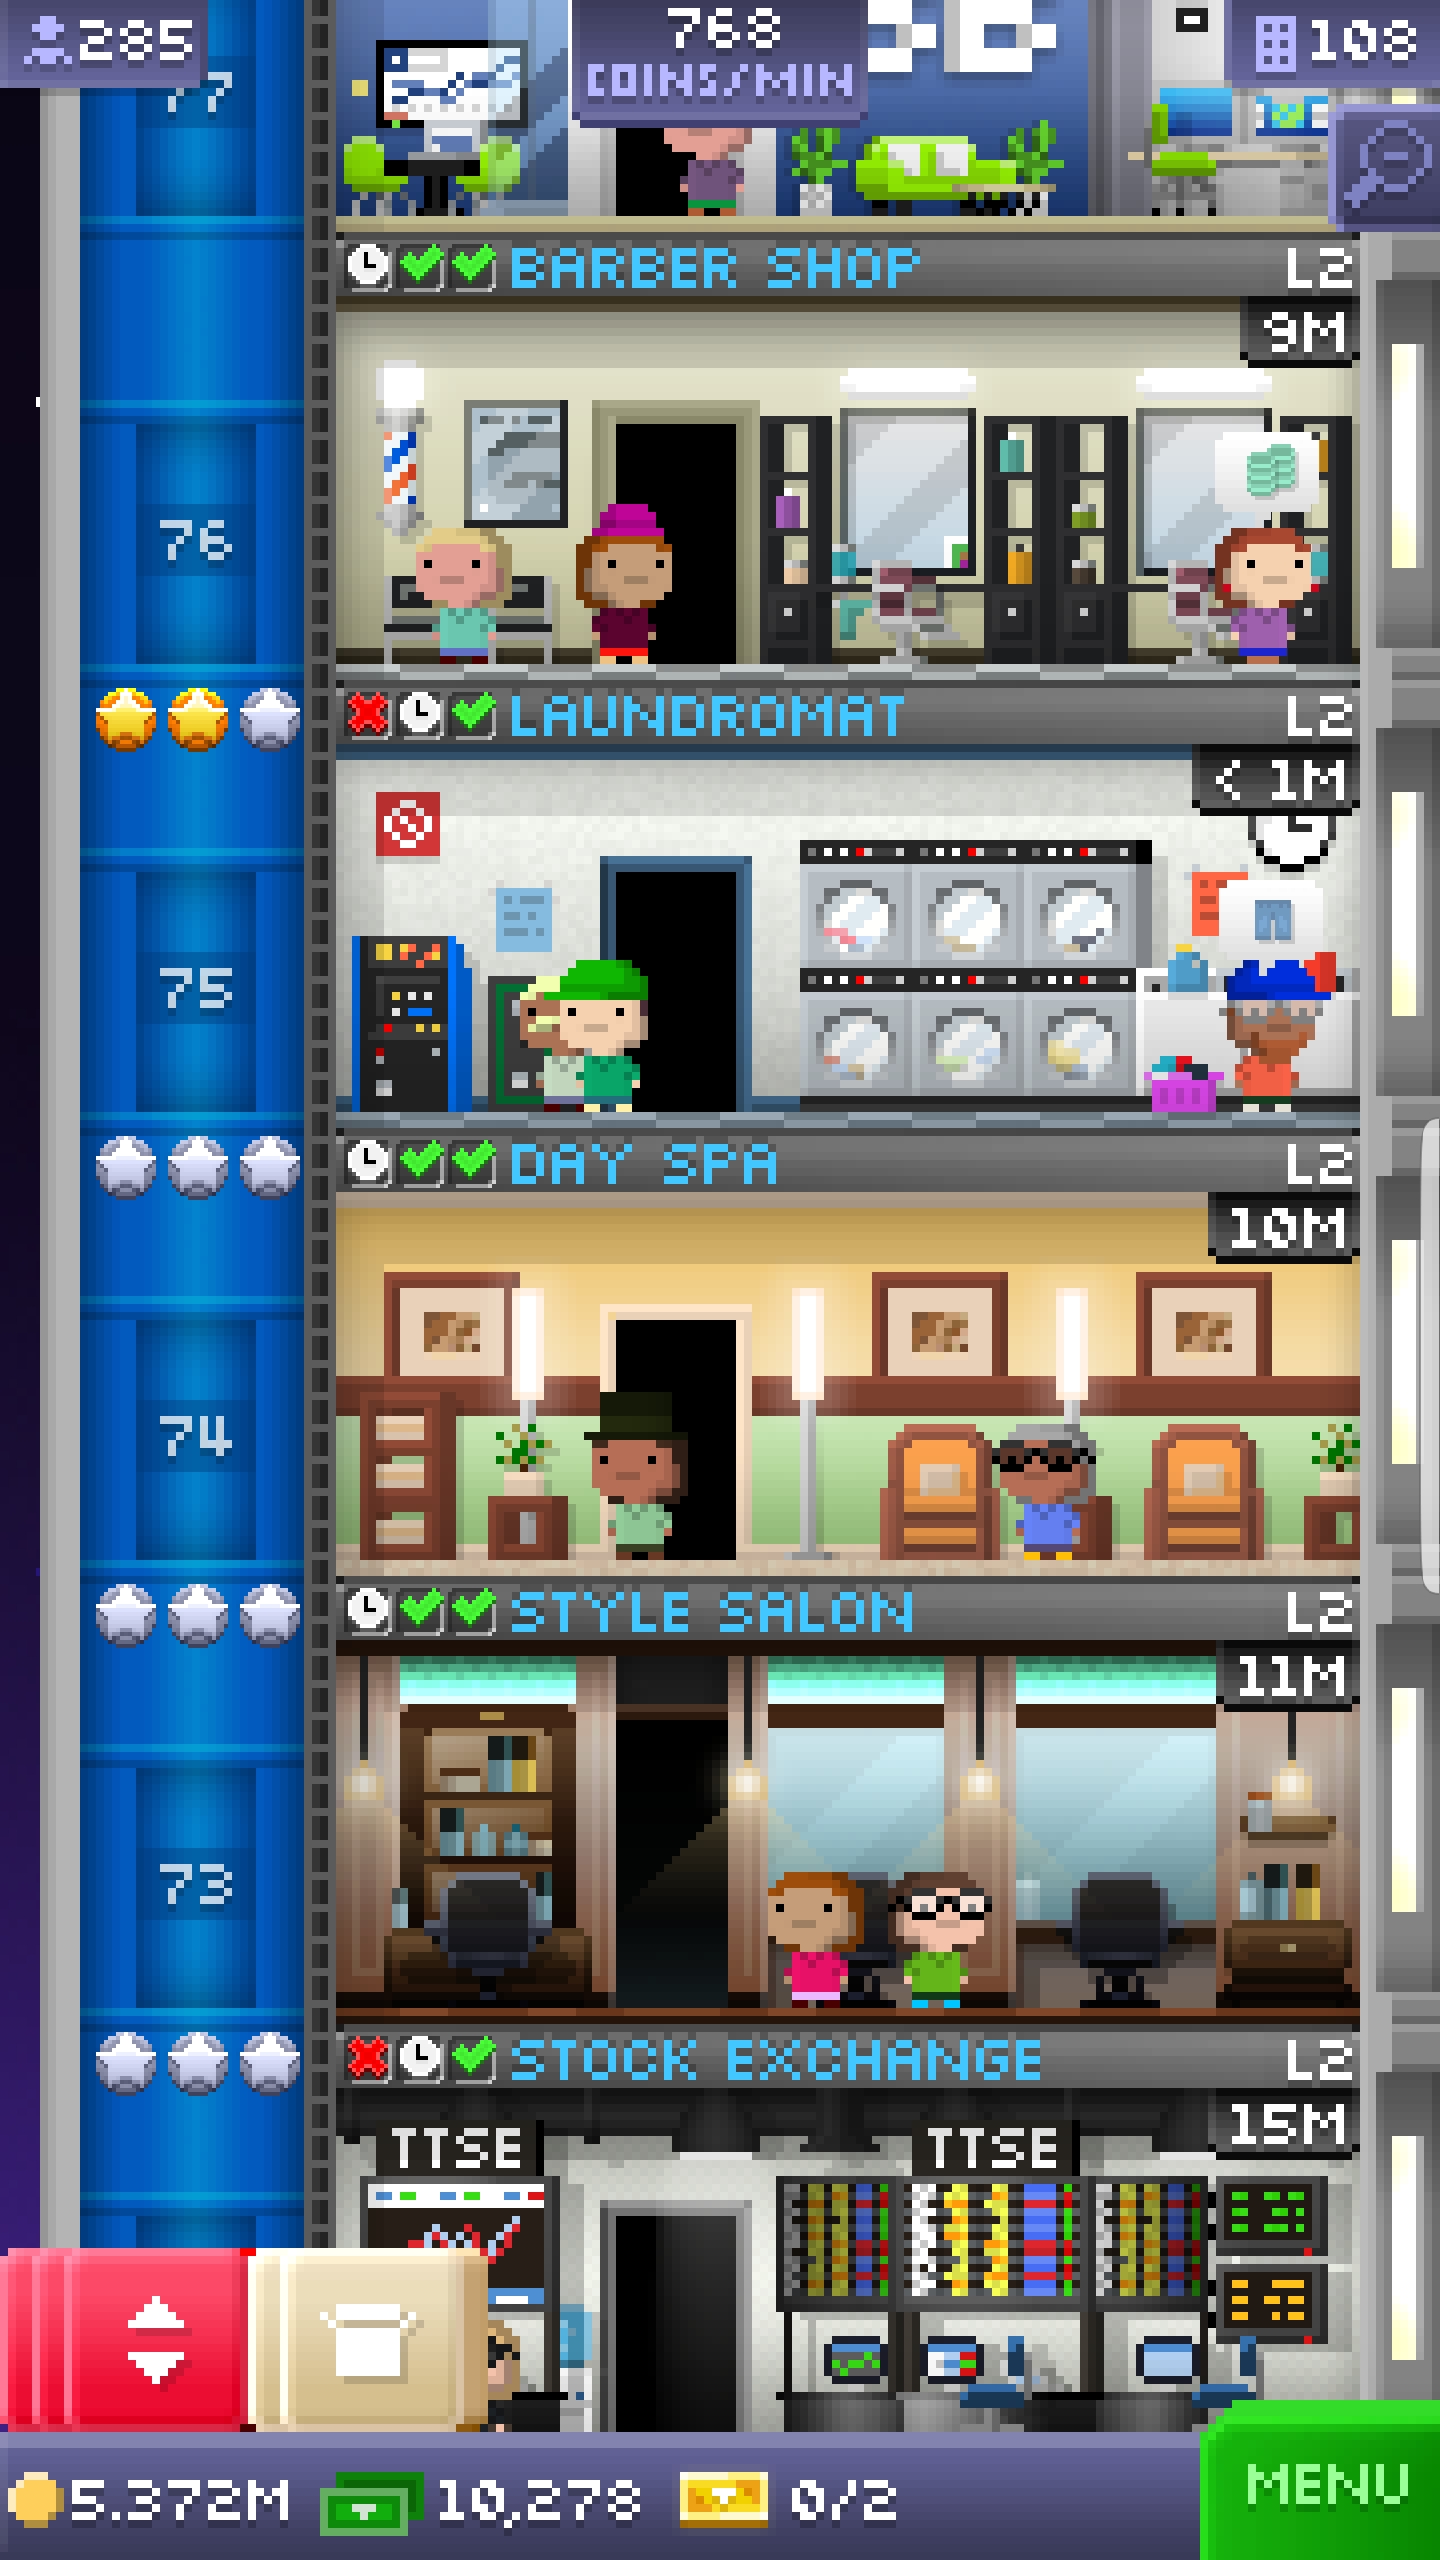 285
768
COINS/MIN
108
77
BARBER SHOP L2
9M
76
LAUNDROMAT L2
< 1M
75
DAY SPA L2
10M
74
STYLE SALON L2
11M
73
STOCK EXCHANGE L2
15M
TTSE TTSE
5.372M 10,278 0/2
MENU